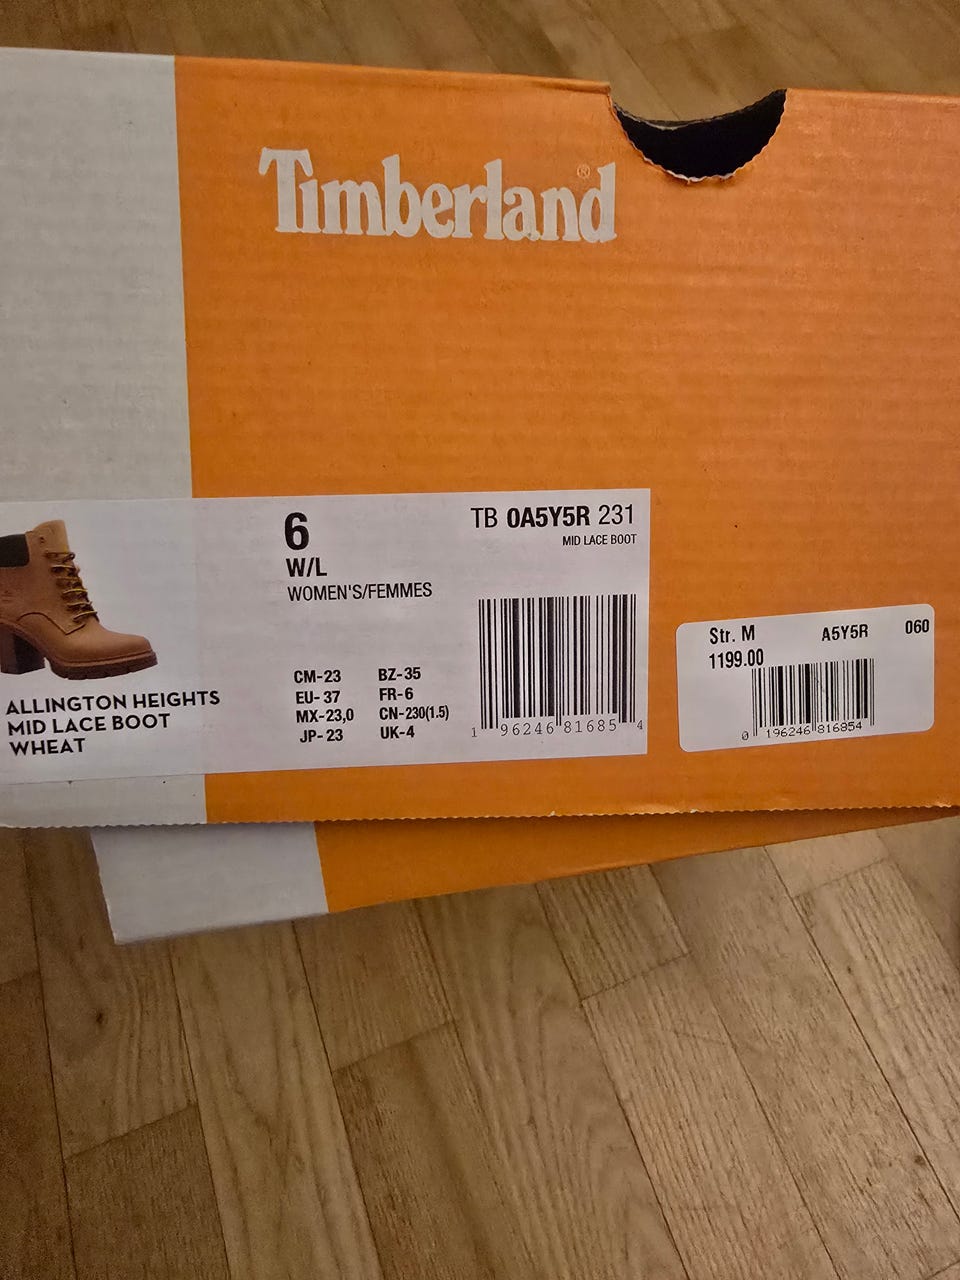 Timberland®
6
W/L
WOMEN'S/FEMMES
TB 0A5Y5R 231
MID LACE BOOT
CM-23 BZ-35
EU-37 FR-6
MX-23,0 CN-230(1.5)
JP-23 UK-4
1 96246 81685 4
ALLINGTON HEIGHTS
MID LACE BOOT
WHEAT
Str. M A5Y5R 060
1199.00
0 196246 816854